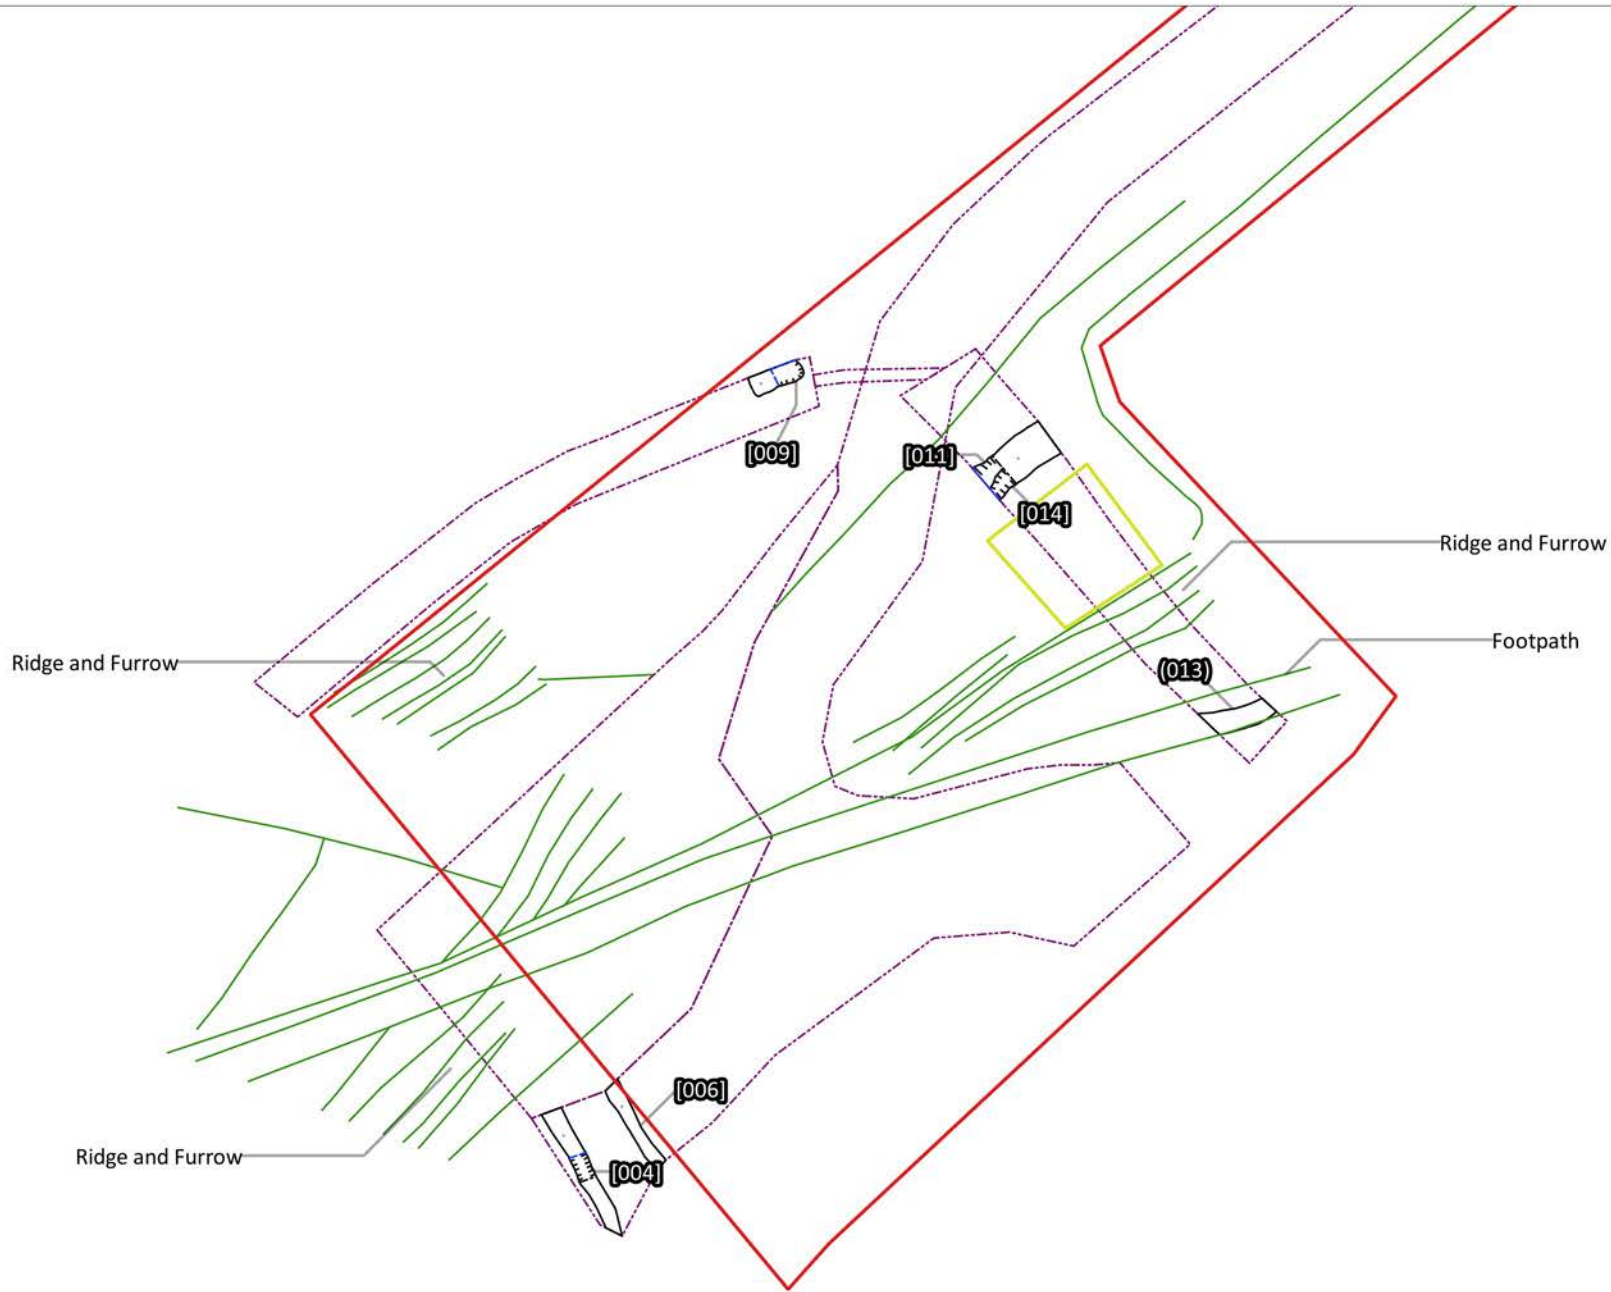 [009]
[011]
[014]
Ridge and Furrow
Footpath
Ridge and Furrow
(013)
[006]
Ridge and Furrow
[004]